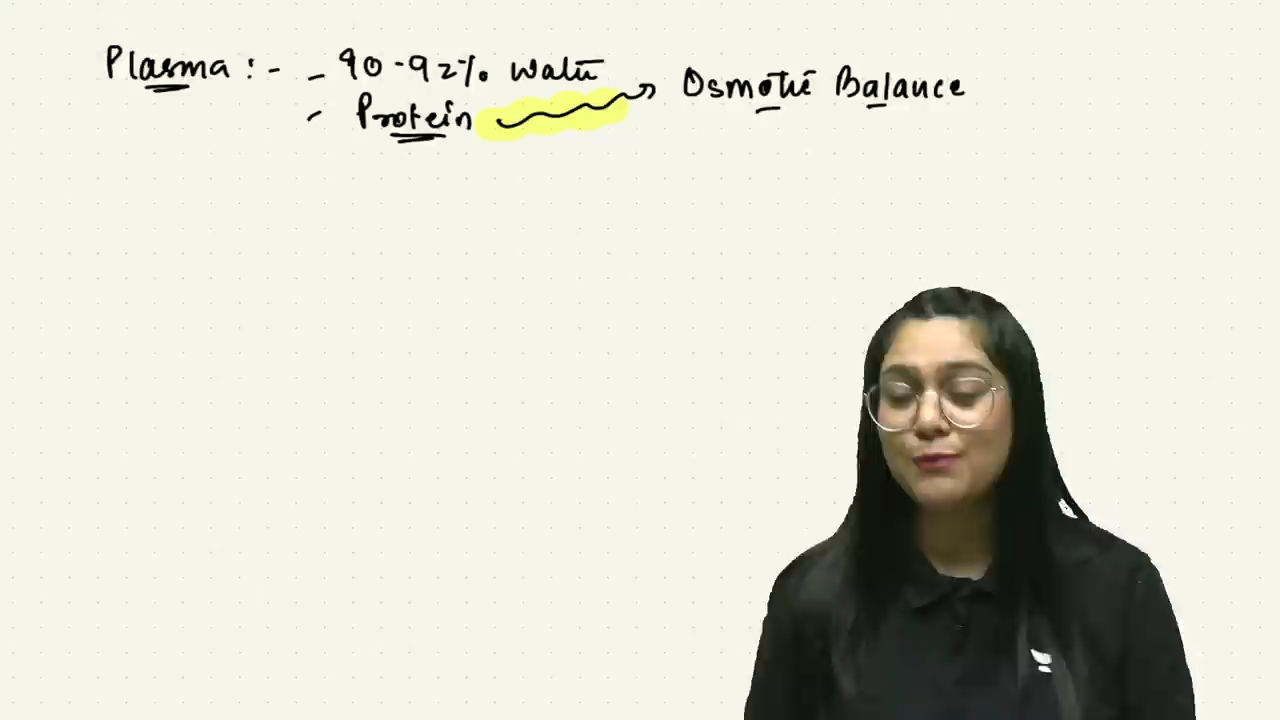 Plasma :- - 90-92% Water
- Protein → Osmotic Balance